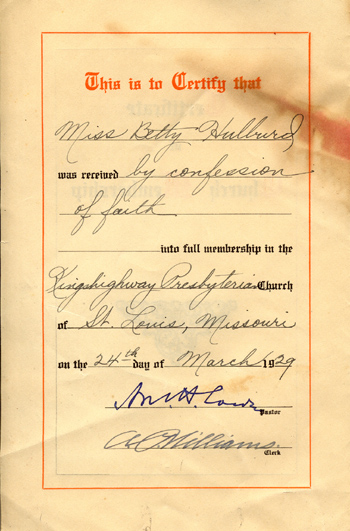 This is to Certify that
Miss Betty Hulburd
was received by confession
of faith
into full membership in the
Kingshighway Presbyterian Church
of St. Louis, Missouri
on the 24th day of March 1929
Pastor
A C Williams.
Clerk